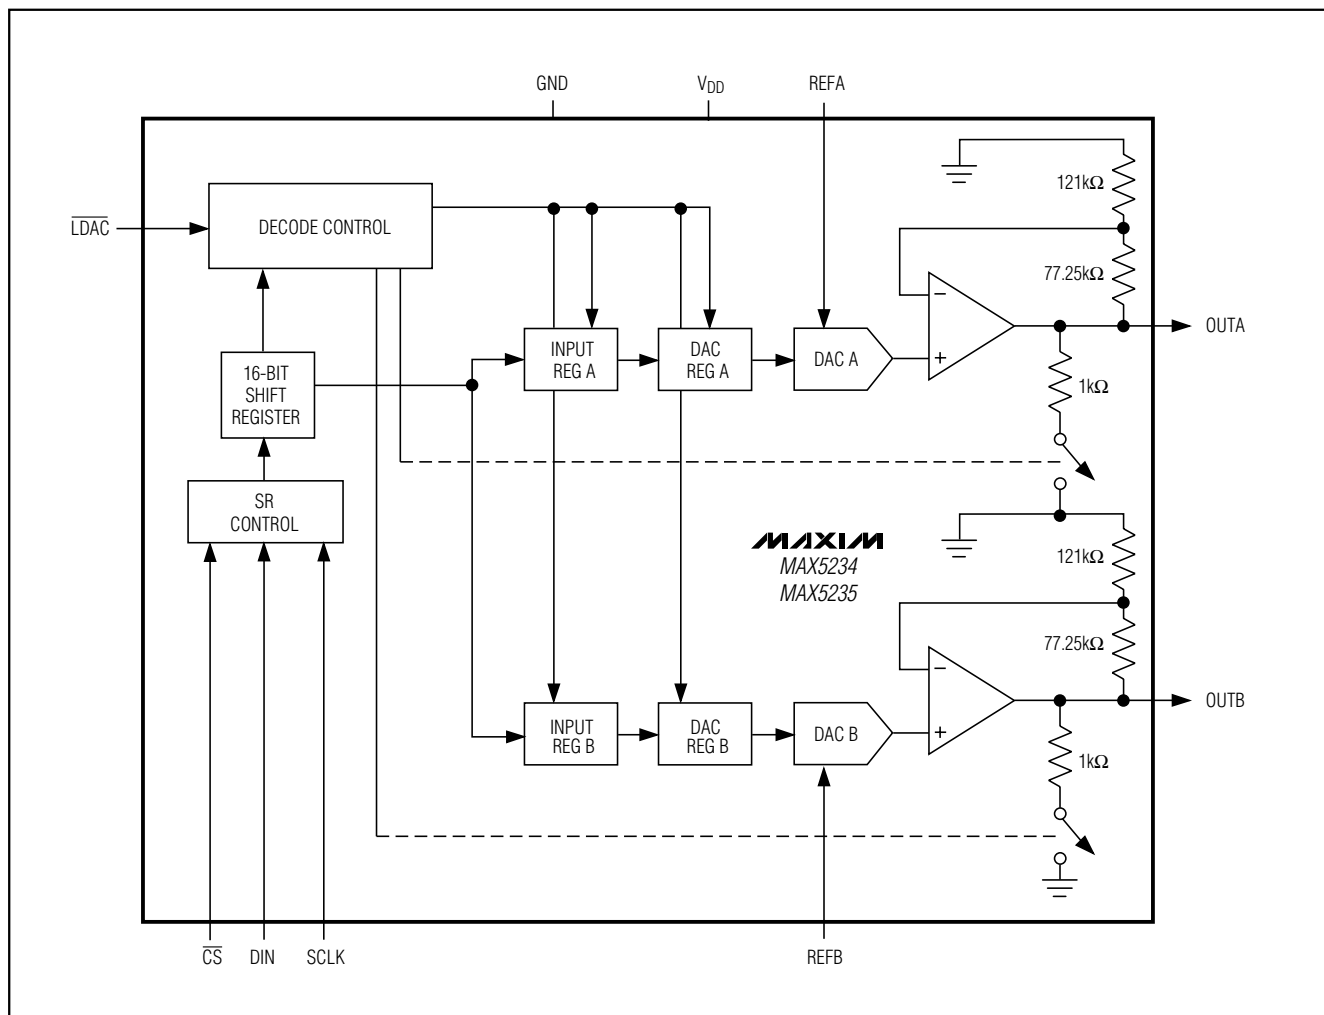 GND
VDD
REFA
LDAC
DECODE CONTROL
121kΩ
77.25kΩ
OUTA
INPUT
REG A
DAC
REG A
DAC A
−
+
16-BIT
SHIFT
REGISTER
1kΩ
SR
CONTROL
MAXIM
MAX5234
MAX5235
121kΩ
77.25kΩ
OUTB
INPUT
REG B
DAC
REG B
DAC B
−
+
1kΩ
CS
DIN
SCLK
REFB